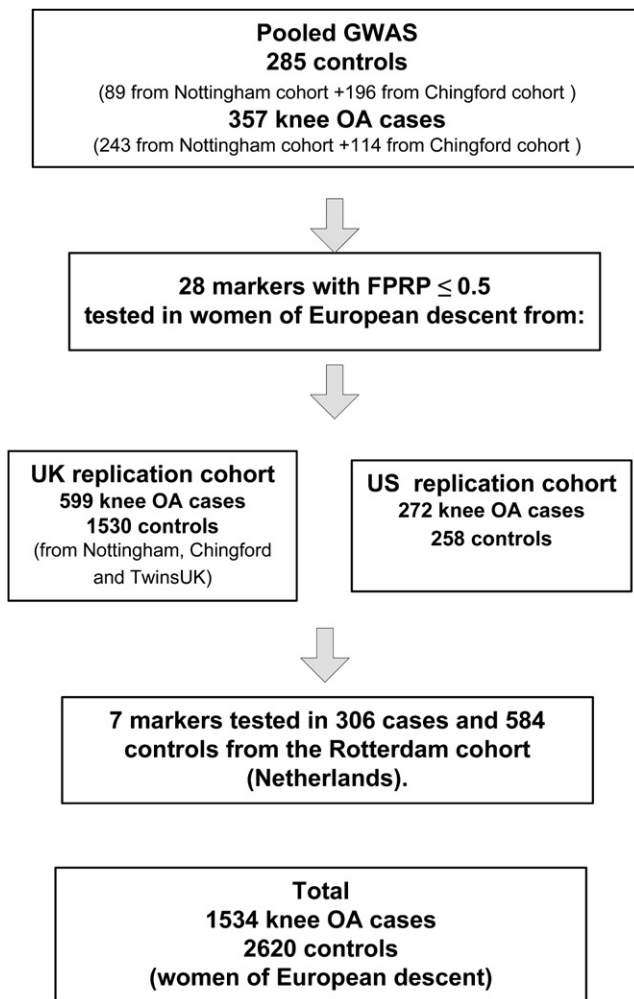 Pooled GWAS
285 controls
(89 from Nottingham cohort +196 from Chingford cohort )
357 knee OA cases
(243 from Nottingham cohort +114 from Chingford cohort )
28 markers with FPRP ≤ 0.5
tested in women of European descent from:
UK replication cohort
599 knee OA cases
1530 controls
(from Nottingham, Chingford
and TwinsUK)
US replication cohort
272 knee OA cases
258 controls
7 markers tested in 306 cases and 584
controls from the Rotterdam cohort
(Netherlands).
Total
1534 knee OA cases
2620 controls
(women of European descent)